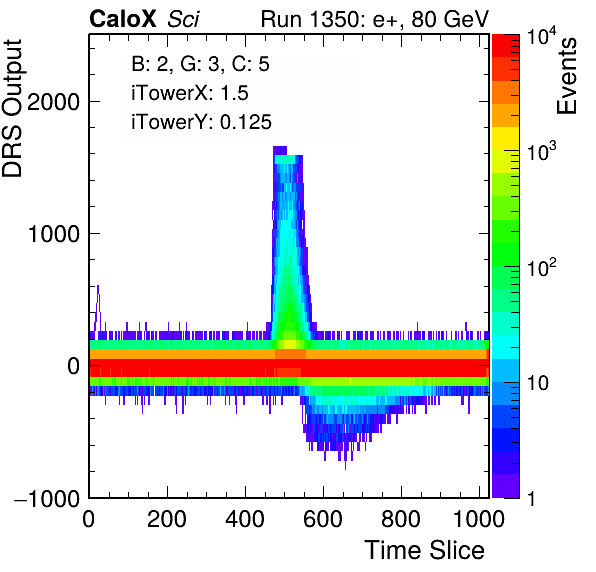 CaloX Sci Run 1350: e+, 80 GeV
B: 2, G: 3, C: 5
iTowerX: 1.5
iTowerY: 0.125
DRS Output
2000
1000
0
−1000
0 200 400 600 800 1000
Time Slice
Events
10^4
10^3
10^2
10
1